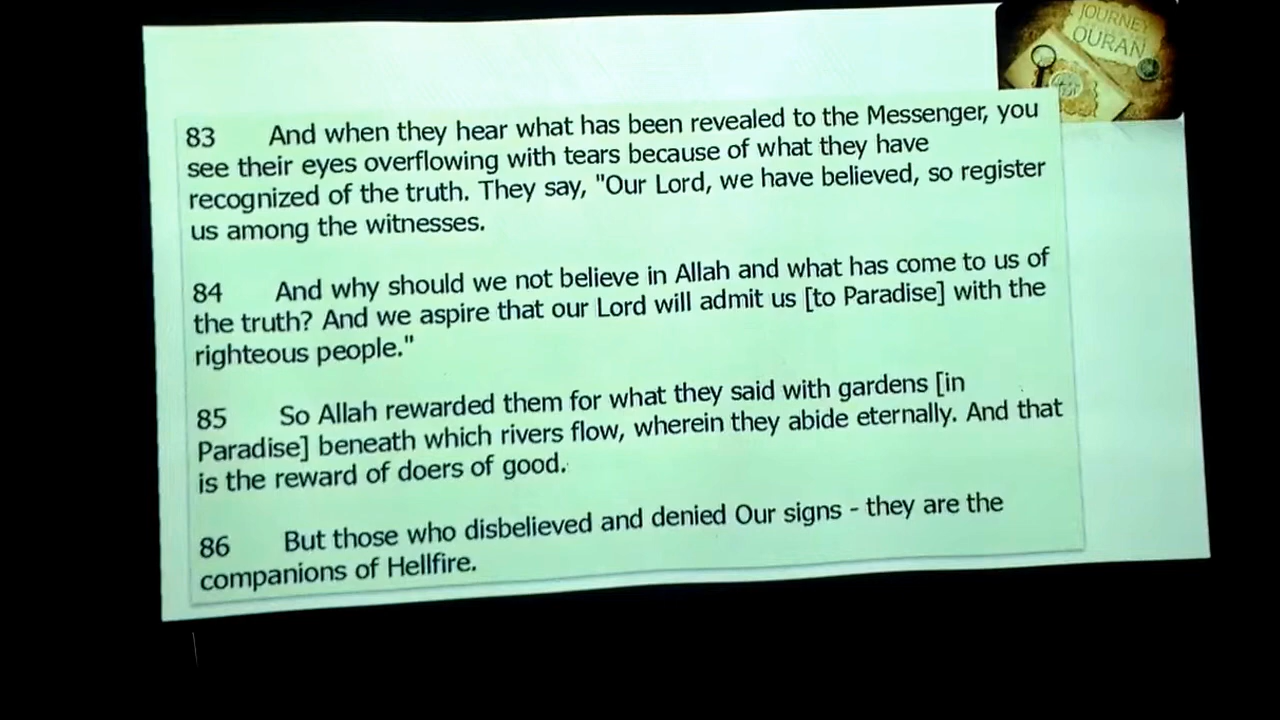 JOURNEY
QURAN
83 And when they hear what has been revealed to the Messenger, you
see their eyes overflowing with tears because of what they have
recognized of the truth. They say, "Our Lord, we have believed, so register
us among the witnesses.
84 And why should we not believe in Allah and what has come to us of
the truth? And we aspire that our Lord will admit us [to Paradise] with the
righteous people."
85 So Allah rewarded them for what they said with gardens [in
Paradise] beneath which rivers flow, wherein they abide eternally. And that
is the reward of doers of good.
86 But those who disbelieved and denied Our signs - they are the
companions of Hellfire.